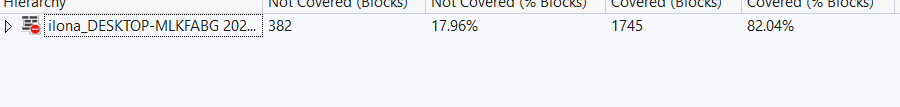 Hierarchy Not Covered (Blocks) Not Covered (% Blocks) Covered (Blocks) Covered (% Blocks)
ilona_DESKTOP-MLKFABG 202... 382 17.96% 1745 82.04%